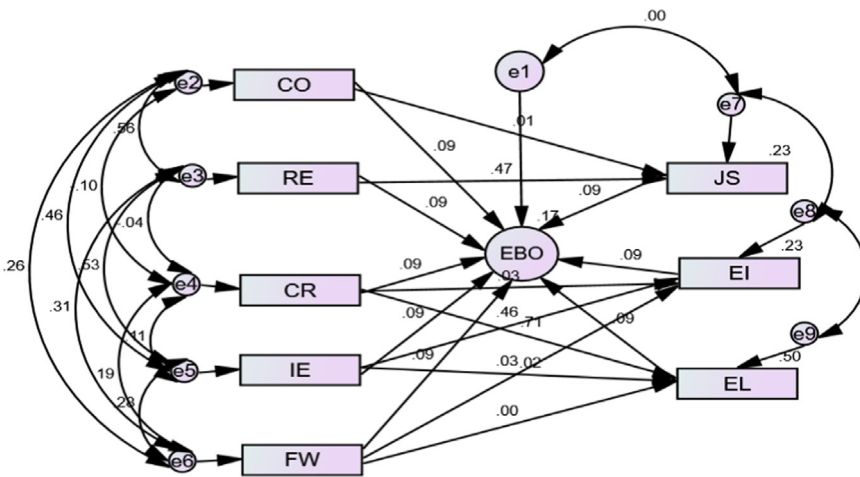 .00
e1
e2
CO
e7
.56
.01
.09
.23
e3
RE
.47
JS
.10
.09
.09
.46
-.04
.17
e8
.26
.53
EBO
.09
.23
.09
.03
EI
e4
CR
.31
.09
.46
.71
.09
.11
e9
.09
.50
19
e5
IE
.03
.02
EL
.28
.00
e6
FW